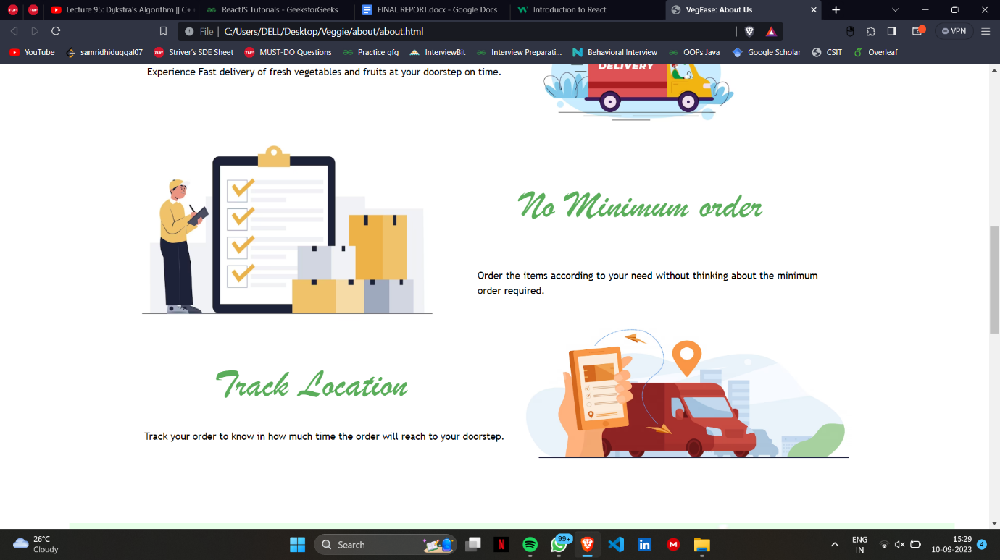 Lecture 95: Dijkstra's Algorithm || C+
ReactJS Tutorials - GeeksforGeeks
FINAL REPORT.docx - Google Docs
Introduction to React
VegEase: About Us
File | C:/Users/DELL/Desktop/Veggie/about/about.html
VPN
YouTube
samridhiduggal07
Striver's SDE Sheet
MUST-DO Questions
Practice gfg
InterviewBit
Interview Preparati...
Behavioral Interview
OOPs Java
Google Scholar
CSIT
Overleaf
Experience Fast delivery of fresh vegetables and fruits at your doorstep on time.
DELIVERY
No Minimum order
Order the items according to your need without thinking about the minimum
order required.
Track Location
Track your order to know in how much time the order will reach to your doorstep.
26°C
Cloudy
Search
99+
ENG
IN
15:29
10-09-2023
4